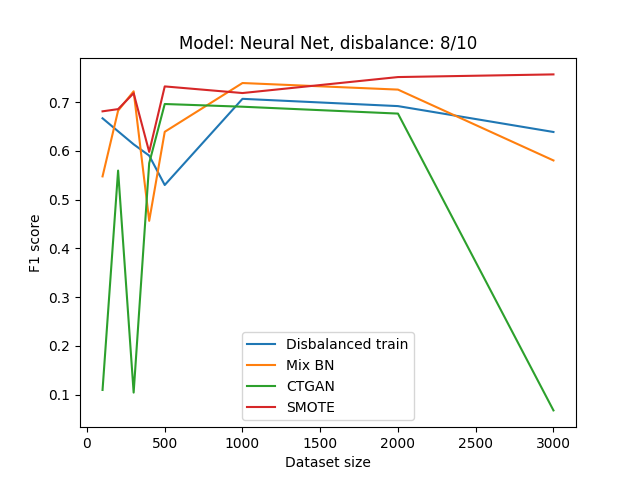 Model: Neural Net, disbalance: 8/10
F1 score
0.7
0.6
0.5
0.4
0.3
0.2
0.1
Disbalanced train
Mix BN
CTGAN
SMOTE
0 500 1000 1500 2000 2500 3000
Dataset size